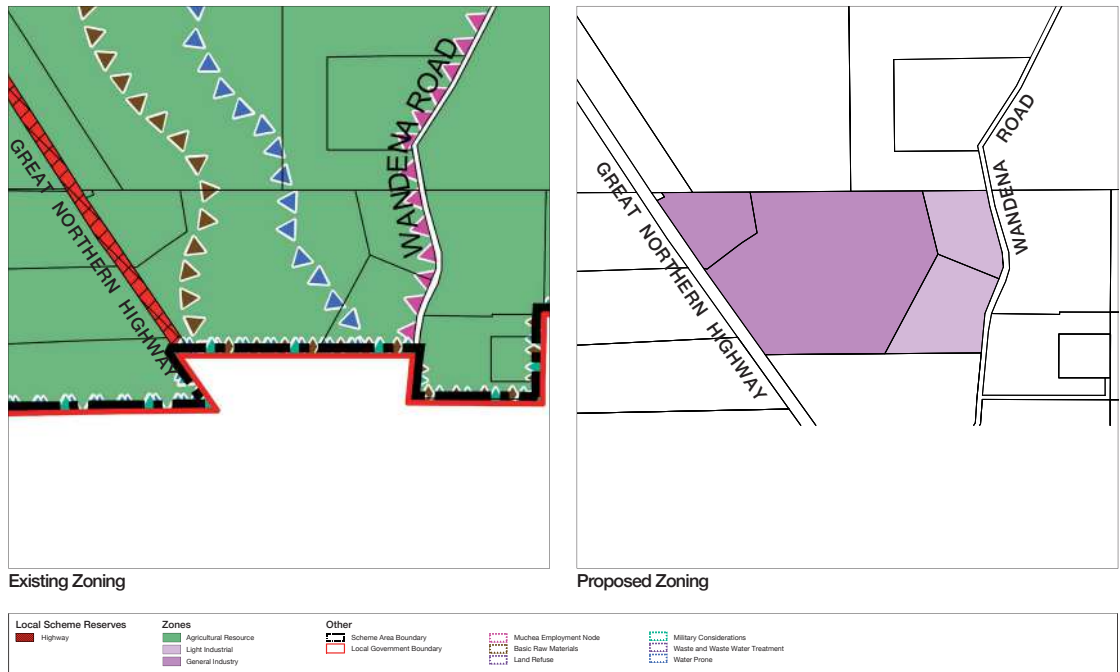 WANDENA ROAD
GREAT NORTHERN HIGHWAY
WANDENA ROAD
GREAT NORTHERN HIGHWAY
Existing Zoning
Proposed Zoning
Local Scheme Reserves
Highway
Zones
Agricultural Resource
Light Industrial
General Industry
Other
Scheme Area Boundary
Local Government Boundary
Muchea Employment Node
Basic Raw Materials
Land Refuse
Military Considerations
Waste and Waste Water Treatment
Water Prone